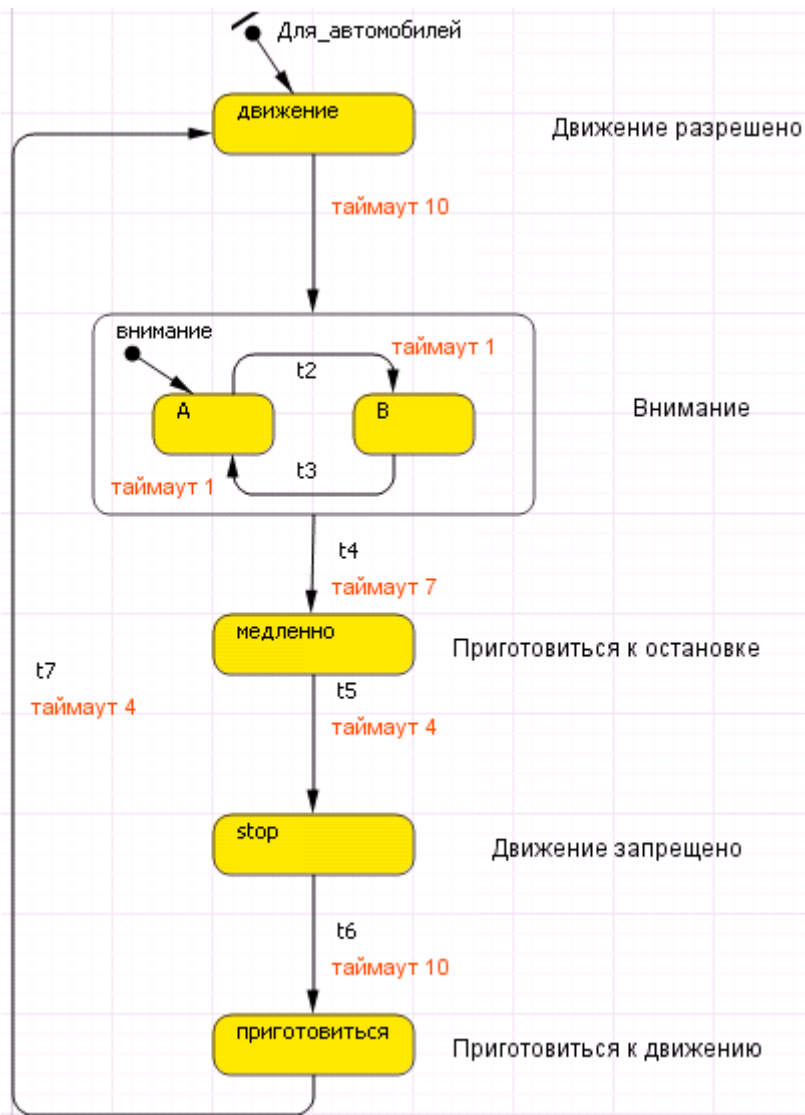 Для_автомобилей
движение
Движение разрешено
таймаут 10
внимание
таймаут 1
t2
A
B
Внимание
t3
таймаут 1
t4
таймаут 7
медленно
Приготовиться к остановке
t7
таймаут 4
t5
таймаут 4
stop
Движение запрещено
t6
таймаут 10
приготовиться
Приготовиться к движению